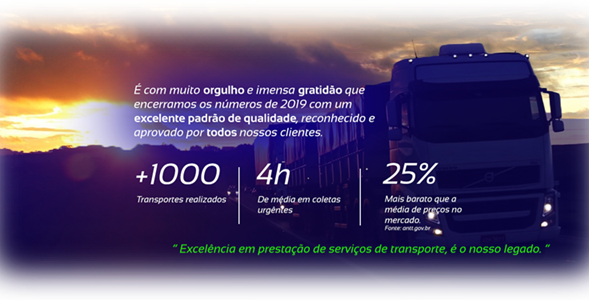 É com muito orgulho e imensa gratidão que
encerramos os números de 2019 com um
excelente padrão de qualidade, reconhecido e
aprovado por todos nossos clientes.
+1000
Transportes realizados
4h
De média em coletas
urgêntes
25%
Mais barato que a
média de preços no
mercado.
Fonte: antt.gov.br
" Excelência em prestação de serviços de transporte, é o nosso legado. "